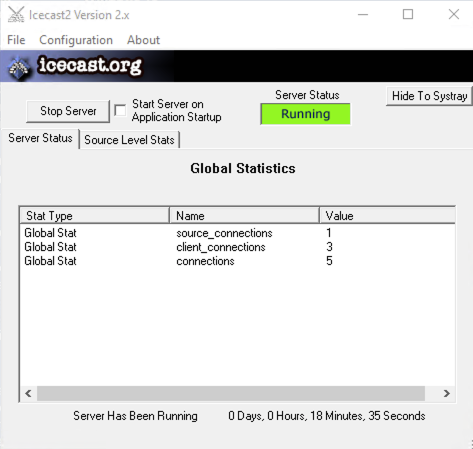 Icecast2 Version 2.x
File Configuration About
icecast.org
Stop Server
Start Server on
Application Startup
Server Status
Running
Hide To Systray
Server Status Source Level Stats
Global Statistics
Stat Type Name Value
Global Stat source_connections 1
Global Stat client_connections 3
Global Stat connections 5
Server Has Been Running 0 Days, 0 Hours, 18 Minutes, 35 Seconds